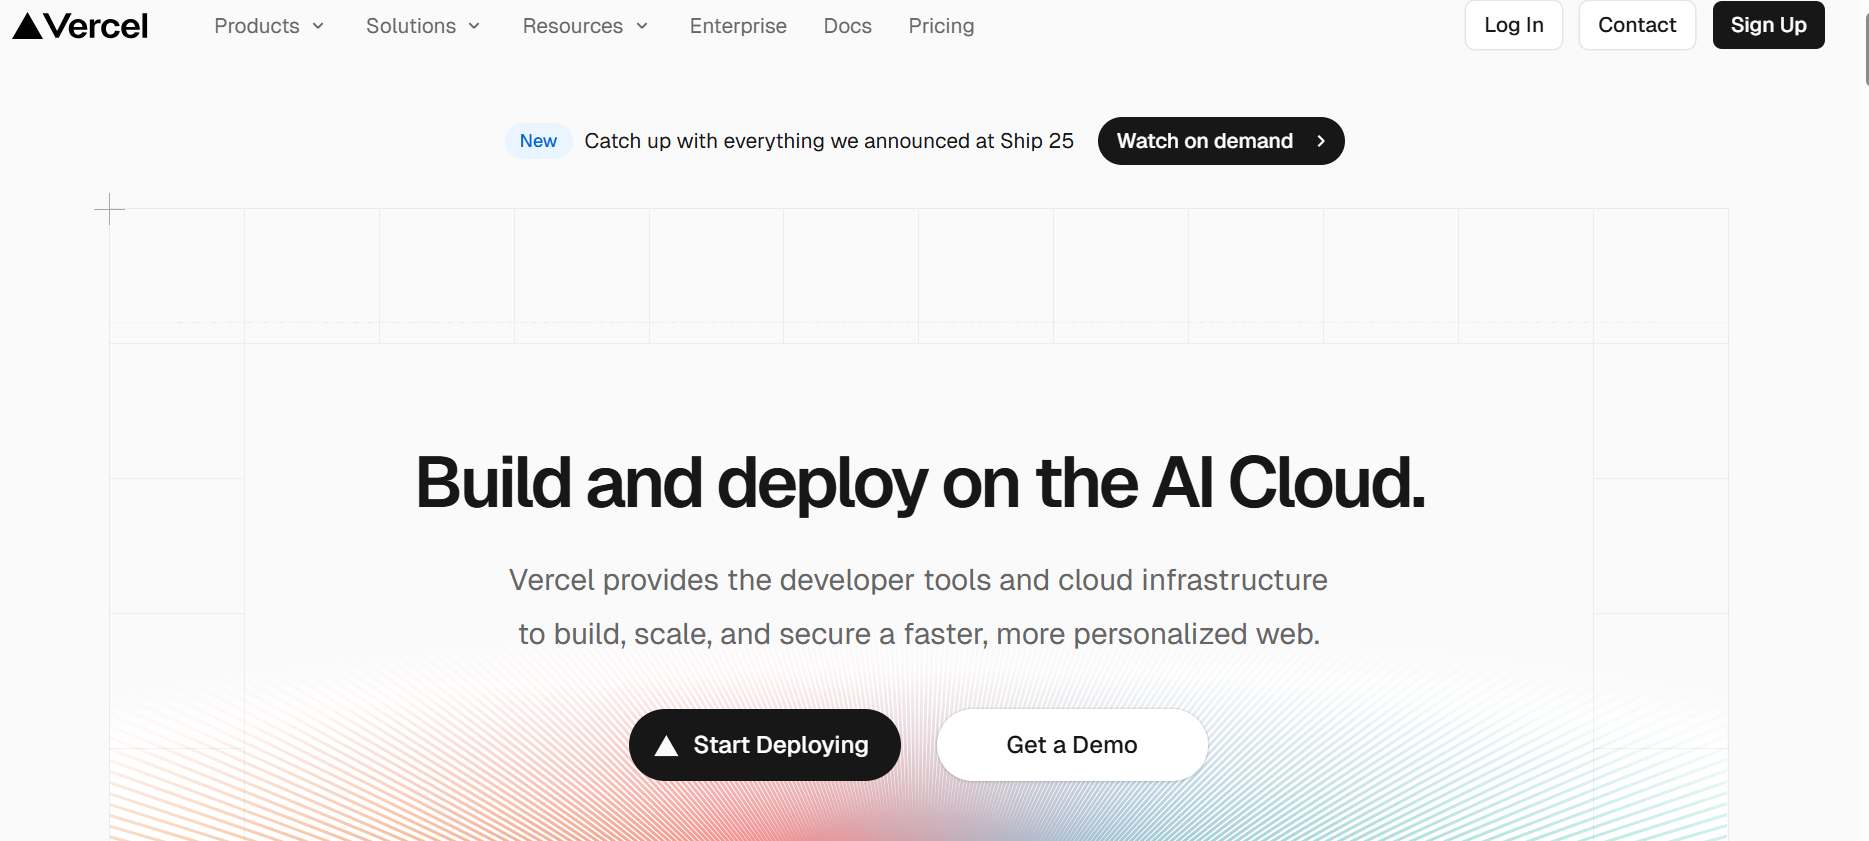 Vercel
Products
Solutions
Resources
Enterprise
Docs
Pricing
Log In
Contact
Sign Up
New
Catch up with everything we announced at Ship 25
Watch on demand
Build and deploy on the AI Cloud.
Vercel provides the developer tools and cloud infrastructure
to build, scale, and secure a faster, more personalized web.
Start Deploying
Get a Demo